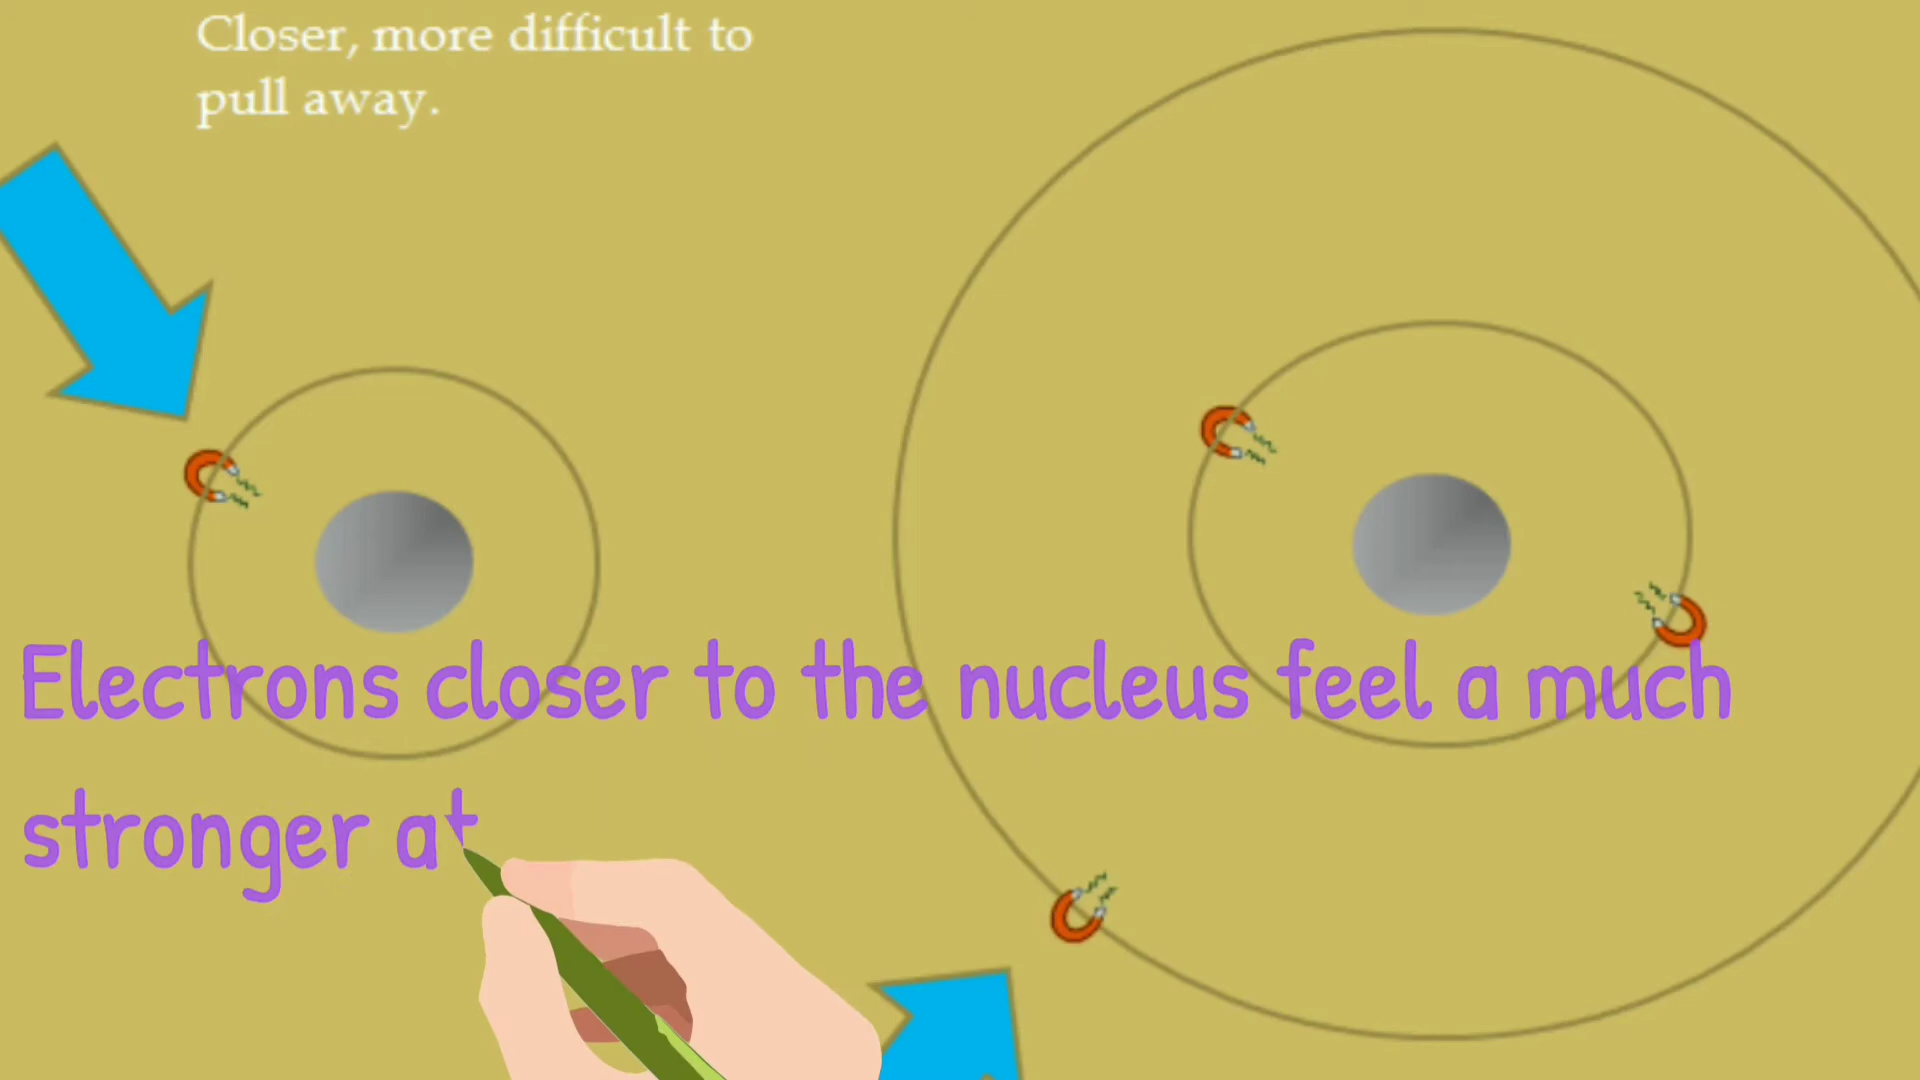 Closer, more difficult to
pull away.
Electrons closer to the nucleus feel a much
stronger at